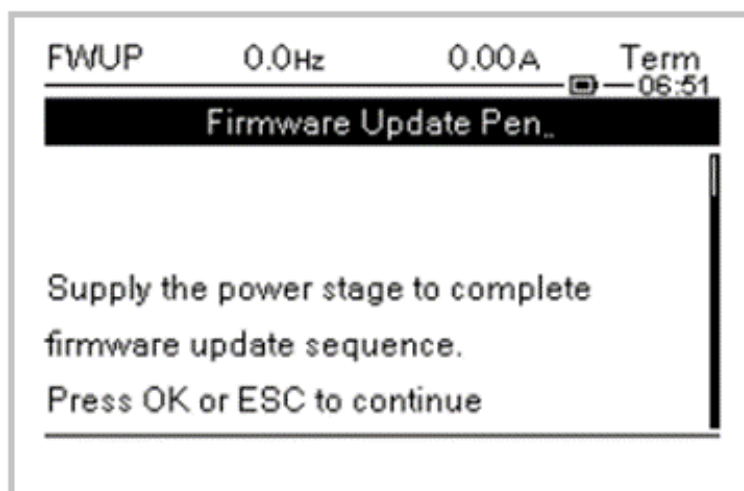 FWUP 0.0Hz 0.00A Term
06:51
Firmware Update Pen..
Supply the power stage to complete
firmware update sequence.
Press OK or ESC to continue